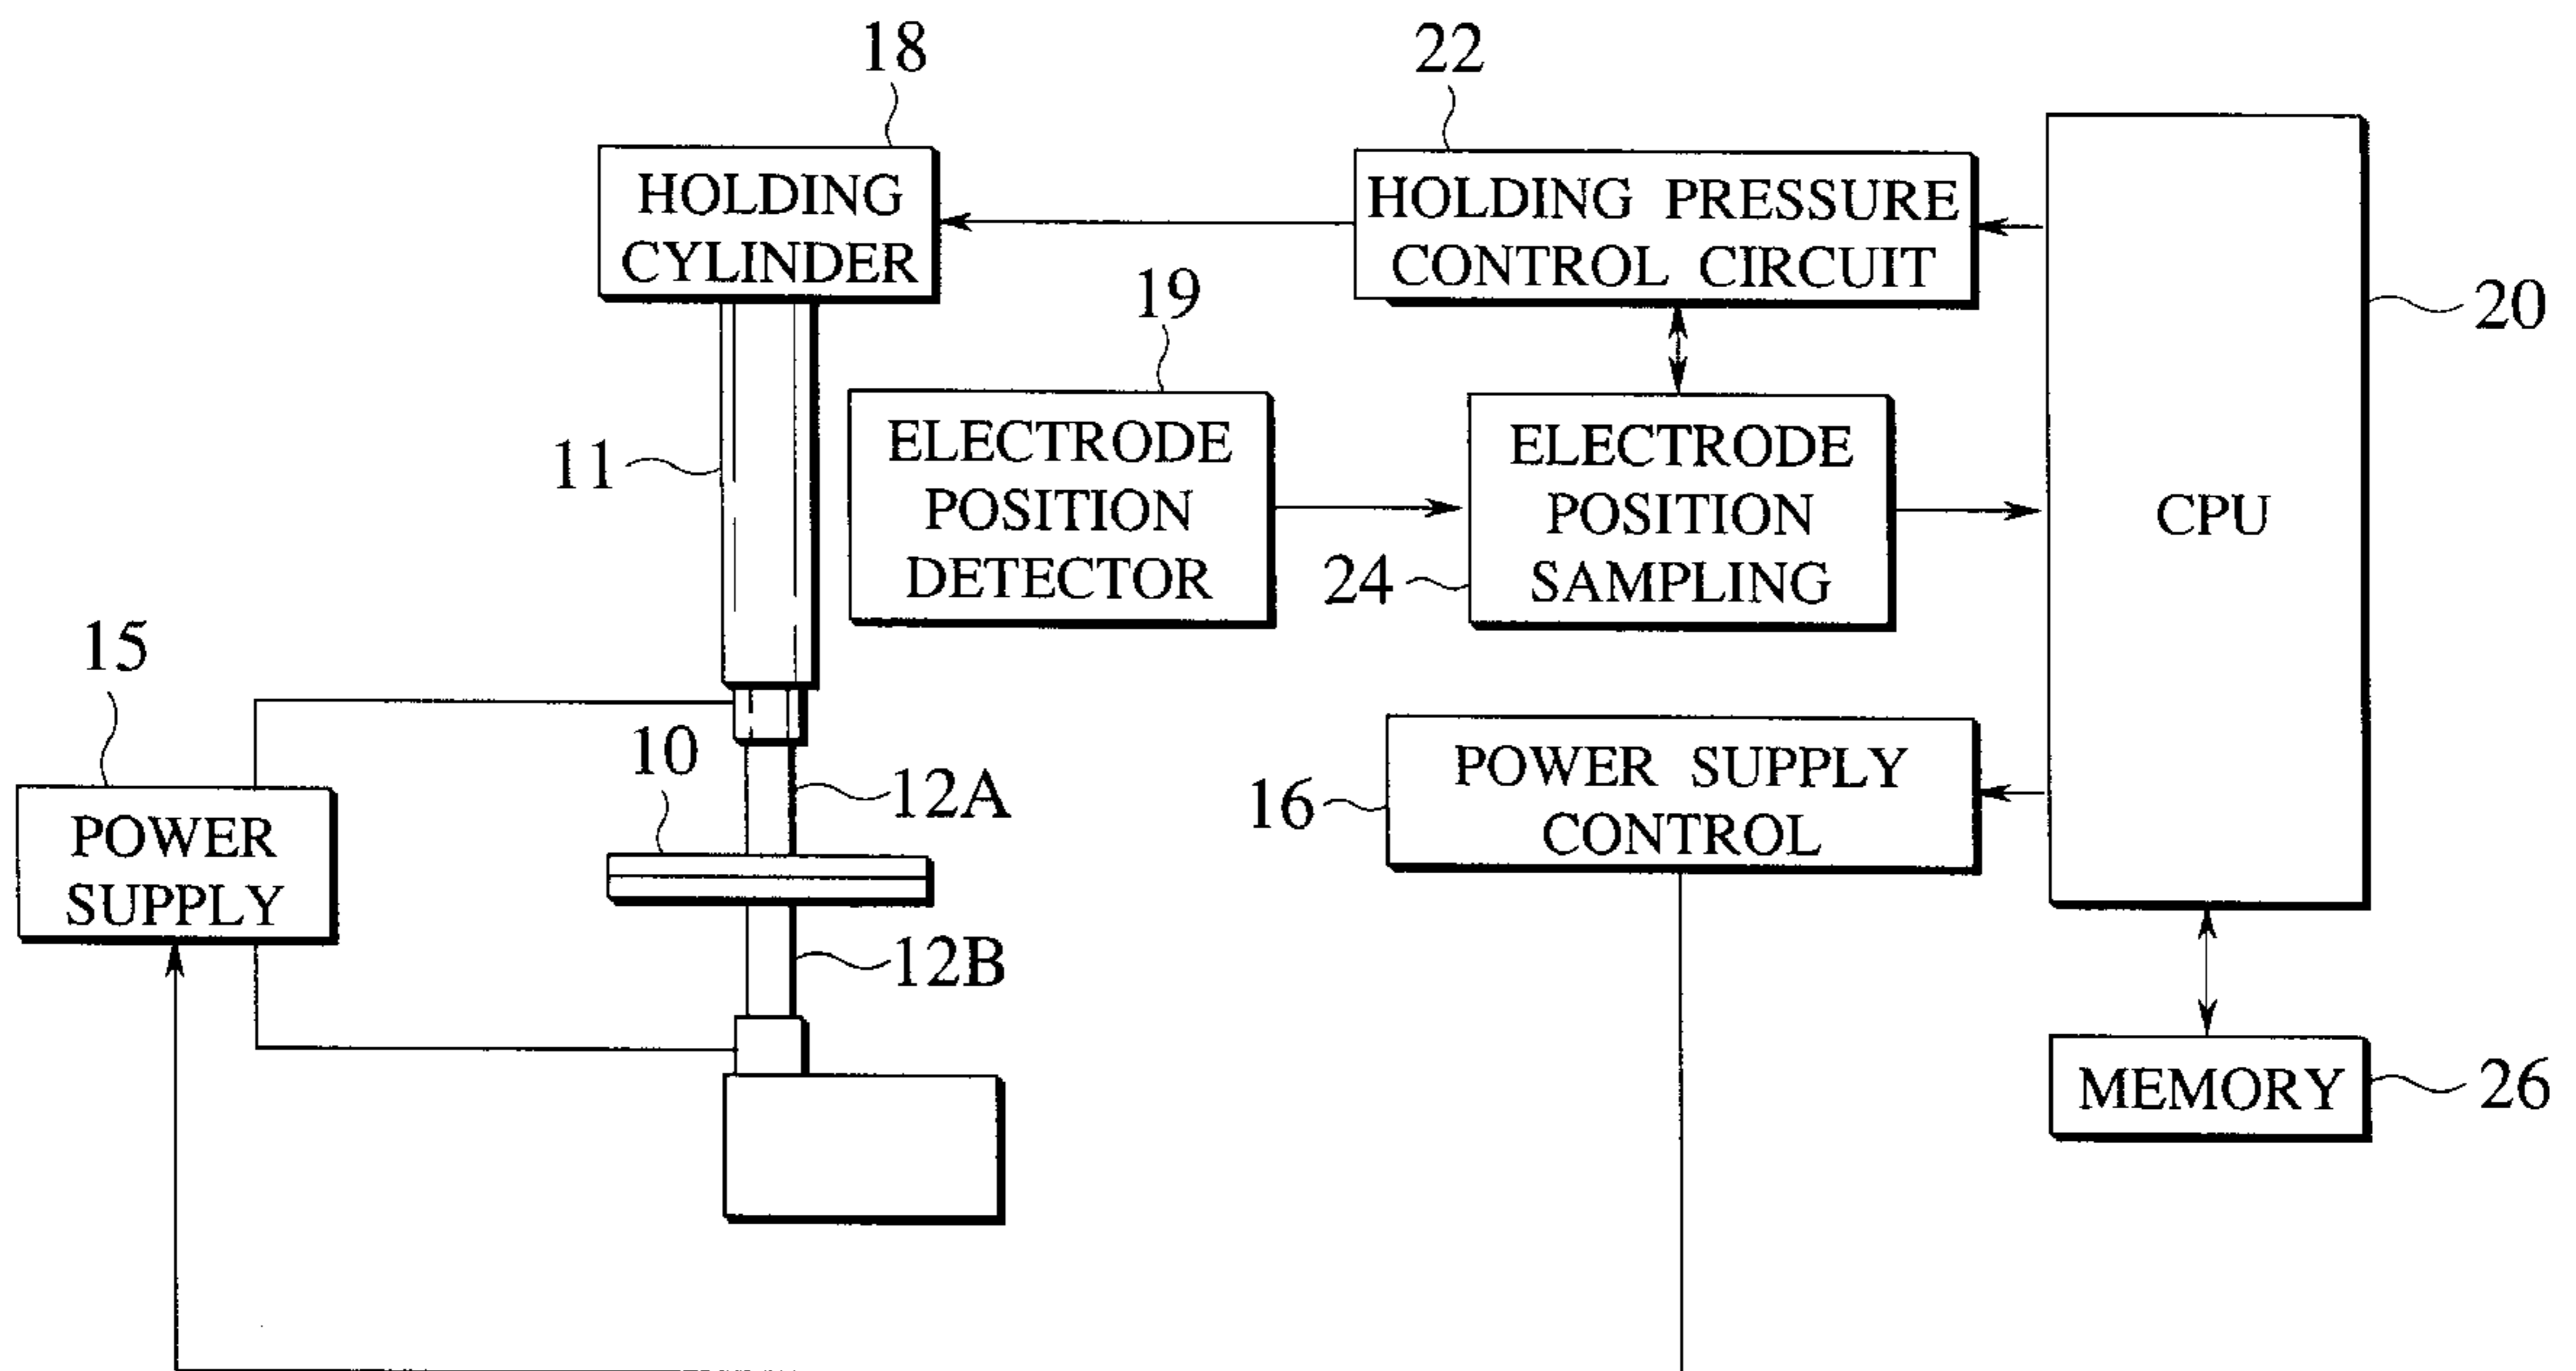 18
22
HOLDING
CYLINDER
HOLDING PRESSURE
CONTROL CIRCUIT
19
20
11
ELECTRODE
POSITION
DETECTOR
ELECTRODE
POSITION
SAMPLING
24
CPU
15
10
12A
16
POWER SUPPLY
CONTROL
POWER
SUPPLY
12B
MEMORY
26